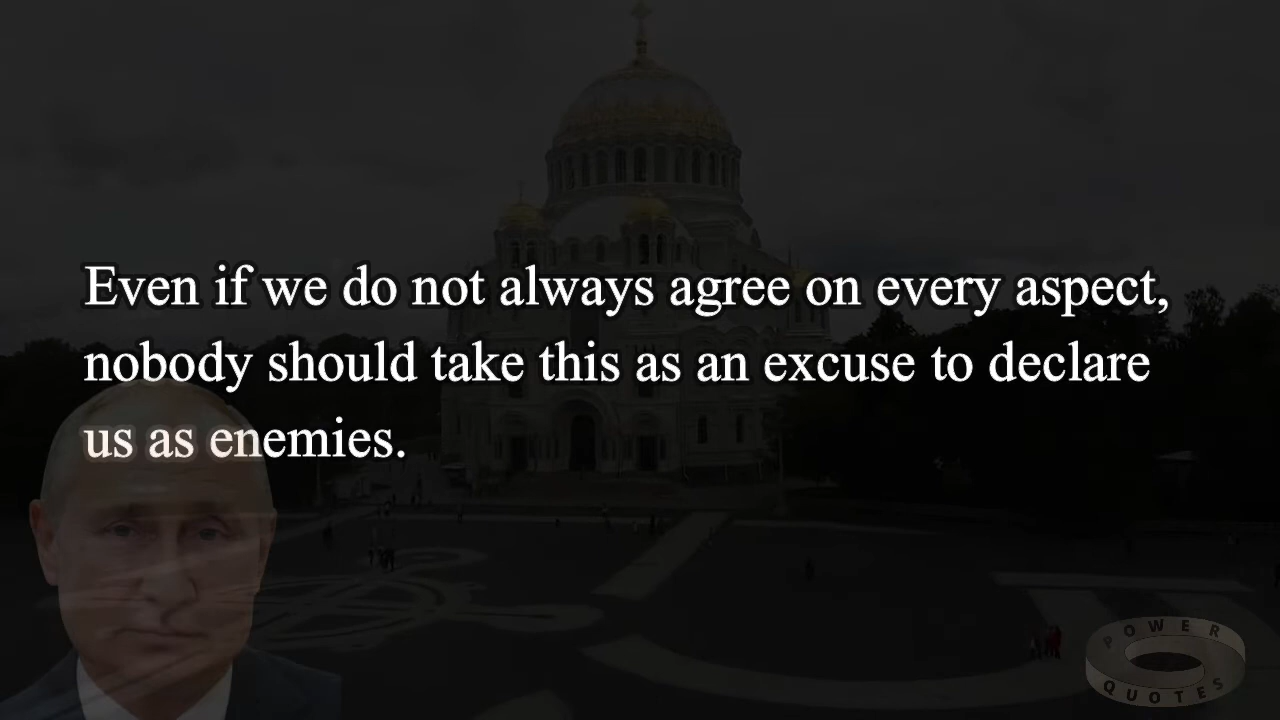 Even if we do not always agree on every aspect,
nobody should take this as an excuse to declare
us as enemies.
POWER
QUOTES